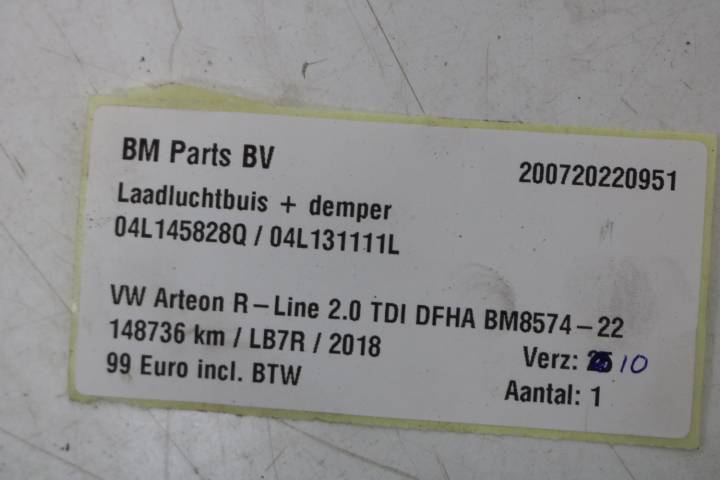 BM Parts BV
200720220951
Laadluchtbuis + demper
04L145828Q / 04L131111L
VW Arteon R-Line 2.0 TDI DFHA BM8574-22
148736 km / LB7R / 2018
Verz: 10
99 Euro incl. BTW
Aantal: 1